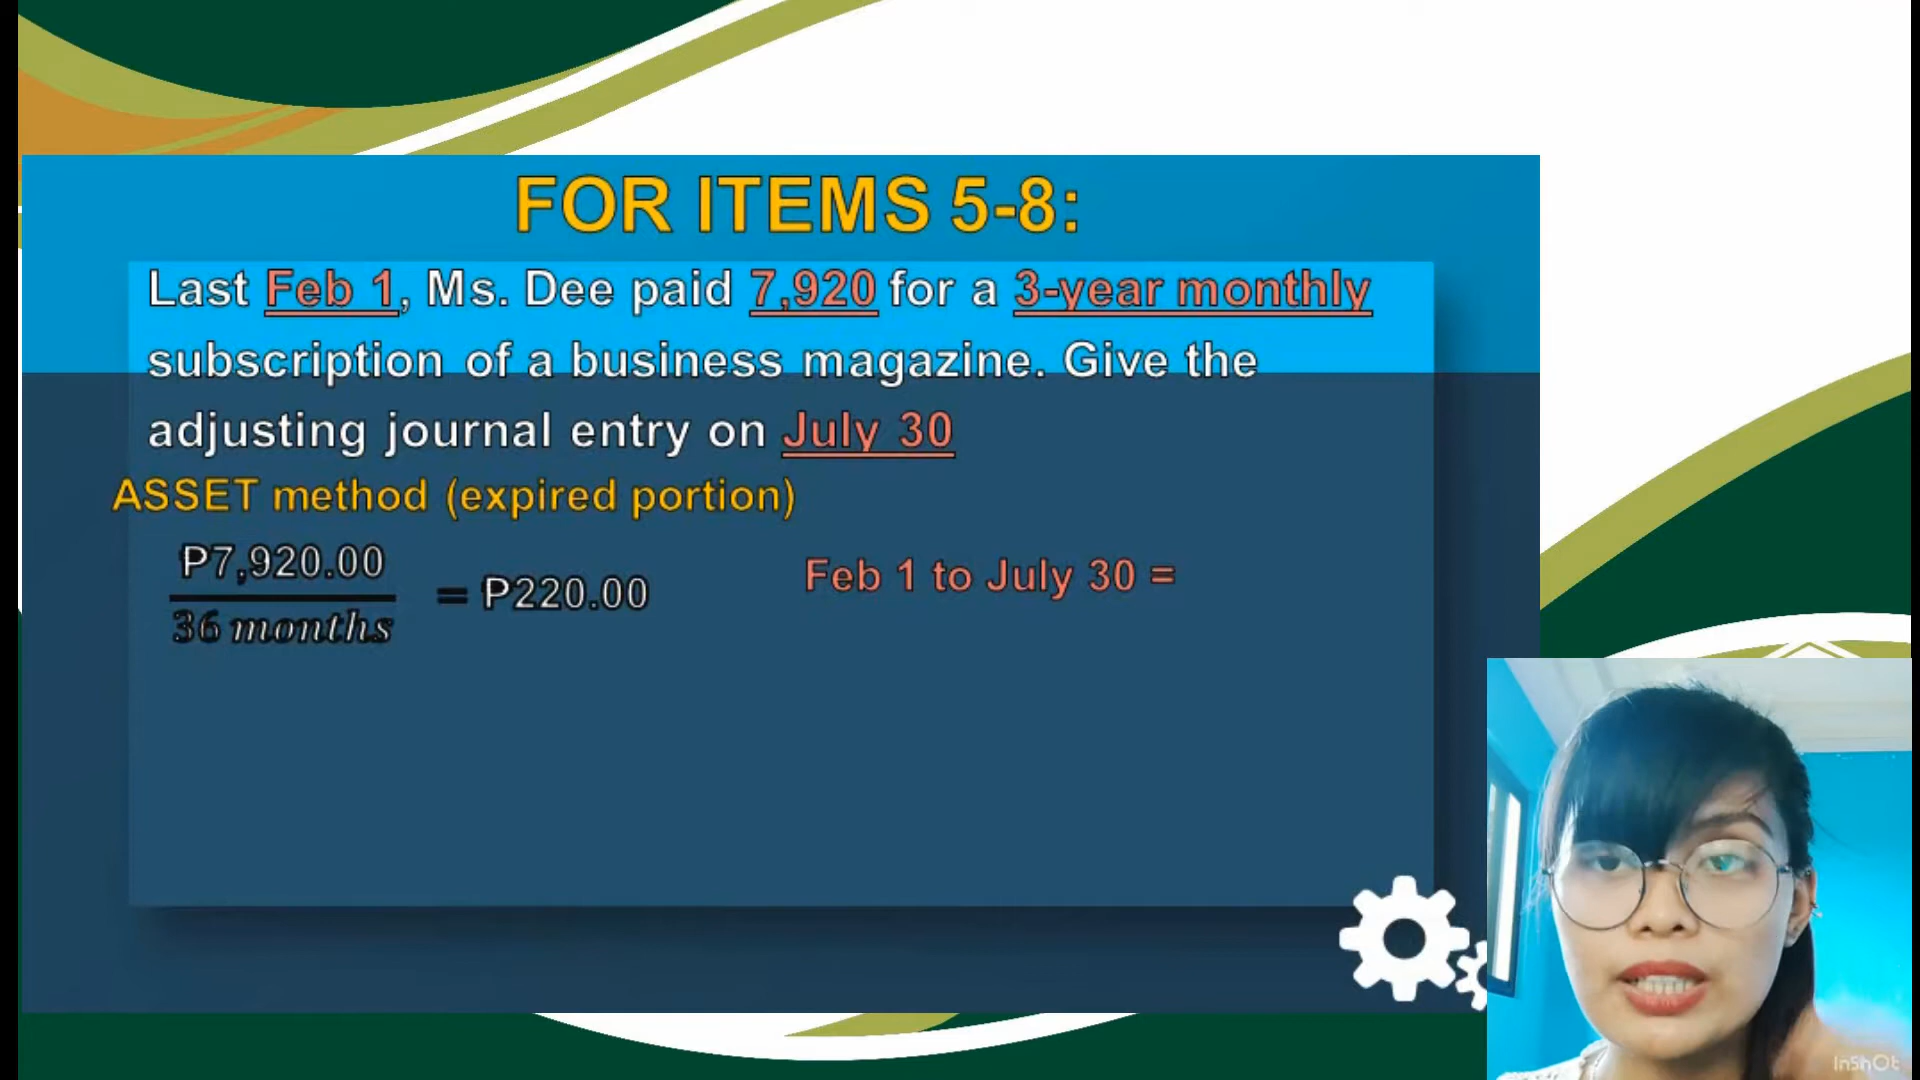 FOR ITEMS 5-8:
Last Feb 1, Ms. Dee paid 7,920 for a 3-year monthly
subscription of a business magazine. Give the
adjusting journal entry on July 30
ASSET method (expired portion)
₱7,920.00
36 months
= ₱220.00
Feb 1 to July 30 =
InShOt